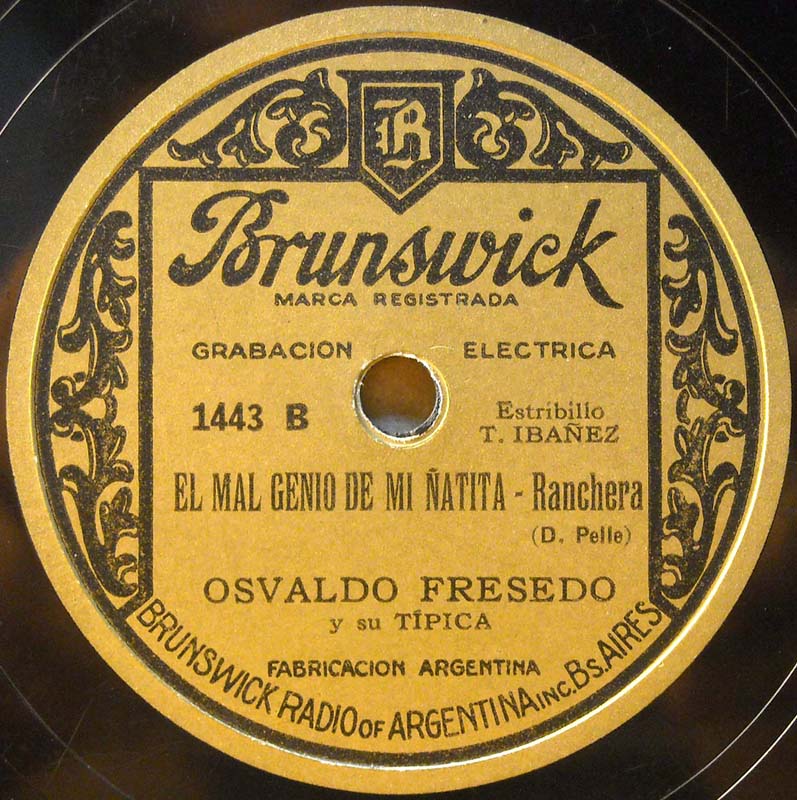 B
Brunswick
MARCA REGISTRADA
GRABACION ELECTRICA
1443 B
Estribillo
T. IBAÑEZ
EL MAL GENIO DE MI ÑATITA - Ranchera
(D. Pelle)
OSVALDO FRESEDO
y su TÍPICA
FABRICACION ARGENTINA
BRUNSWICK RADIO OF ARGENTINA INC. Bs. AIRES